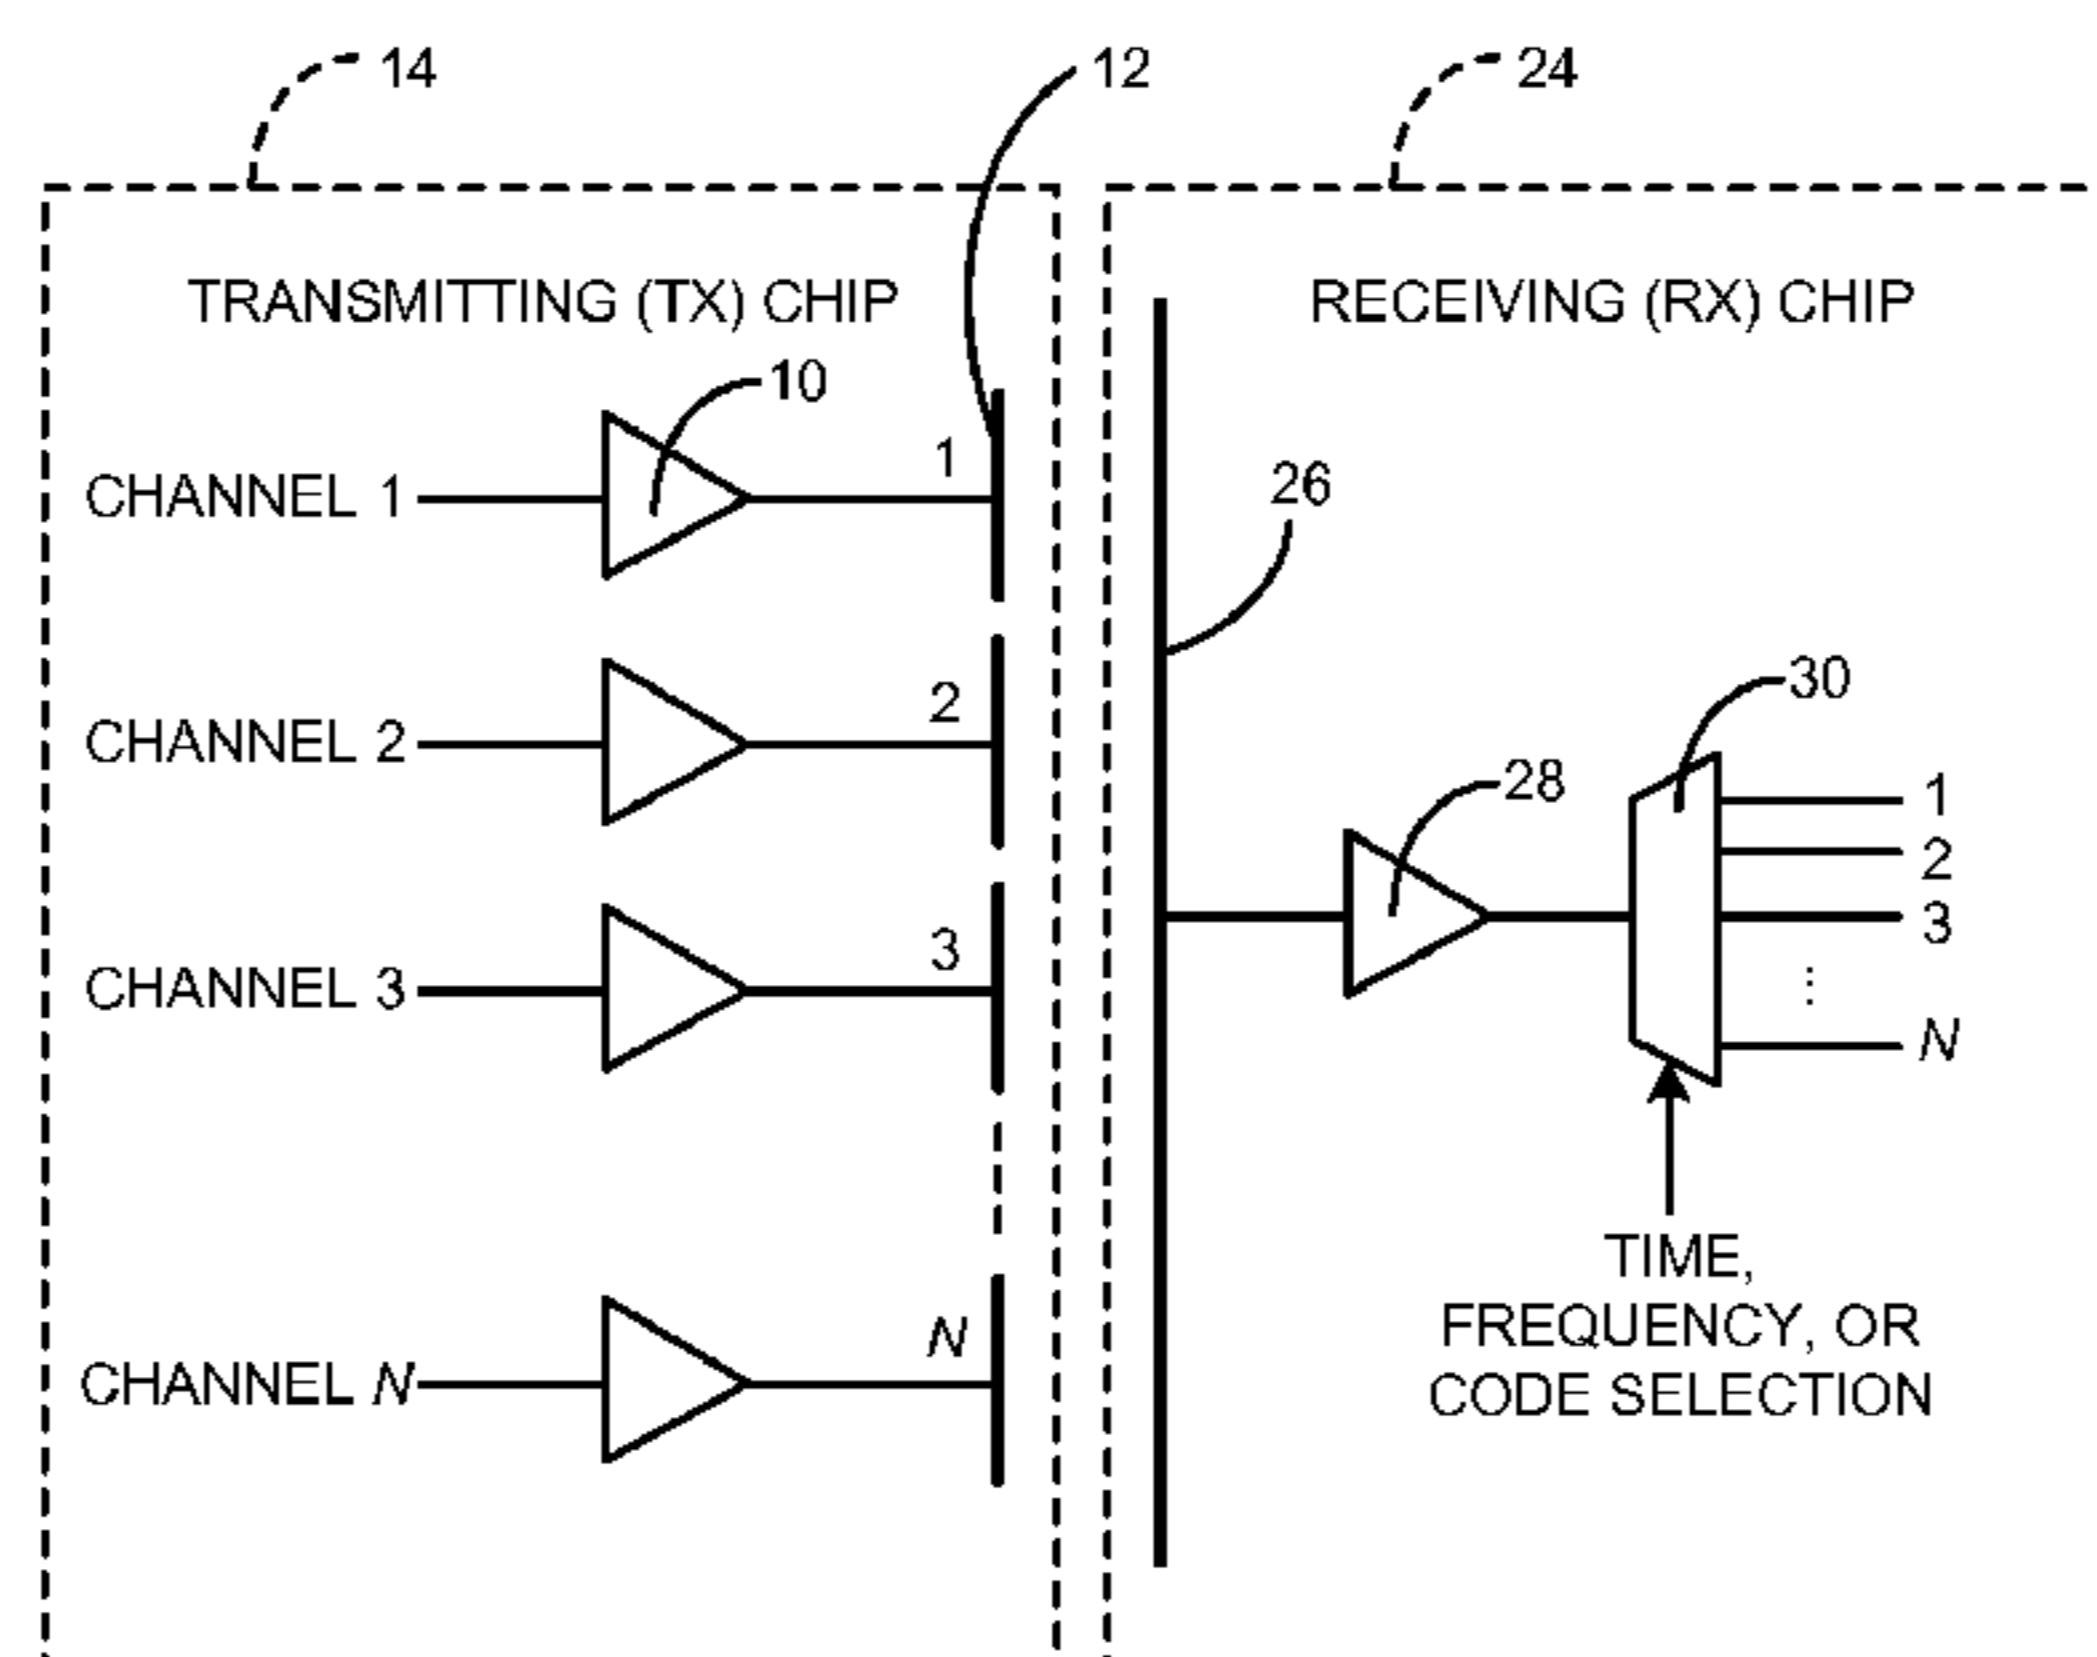 14
12
24
TRANSMITTING (TX) CHIP
RECEIVING (RX) CHIP
10
CHANNEL 1
1
26
CHANNEL 2
2
30
28
1
2
3
⋮
N
CHANNEL 3
3
TIME,
FREQUENCY, OR
CODE SELECTION
CHANNEL N
N